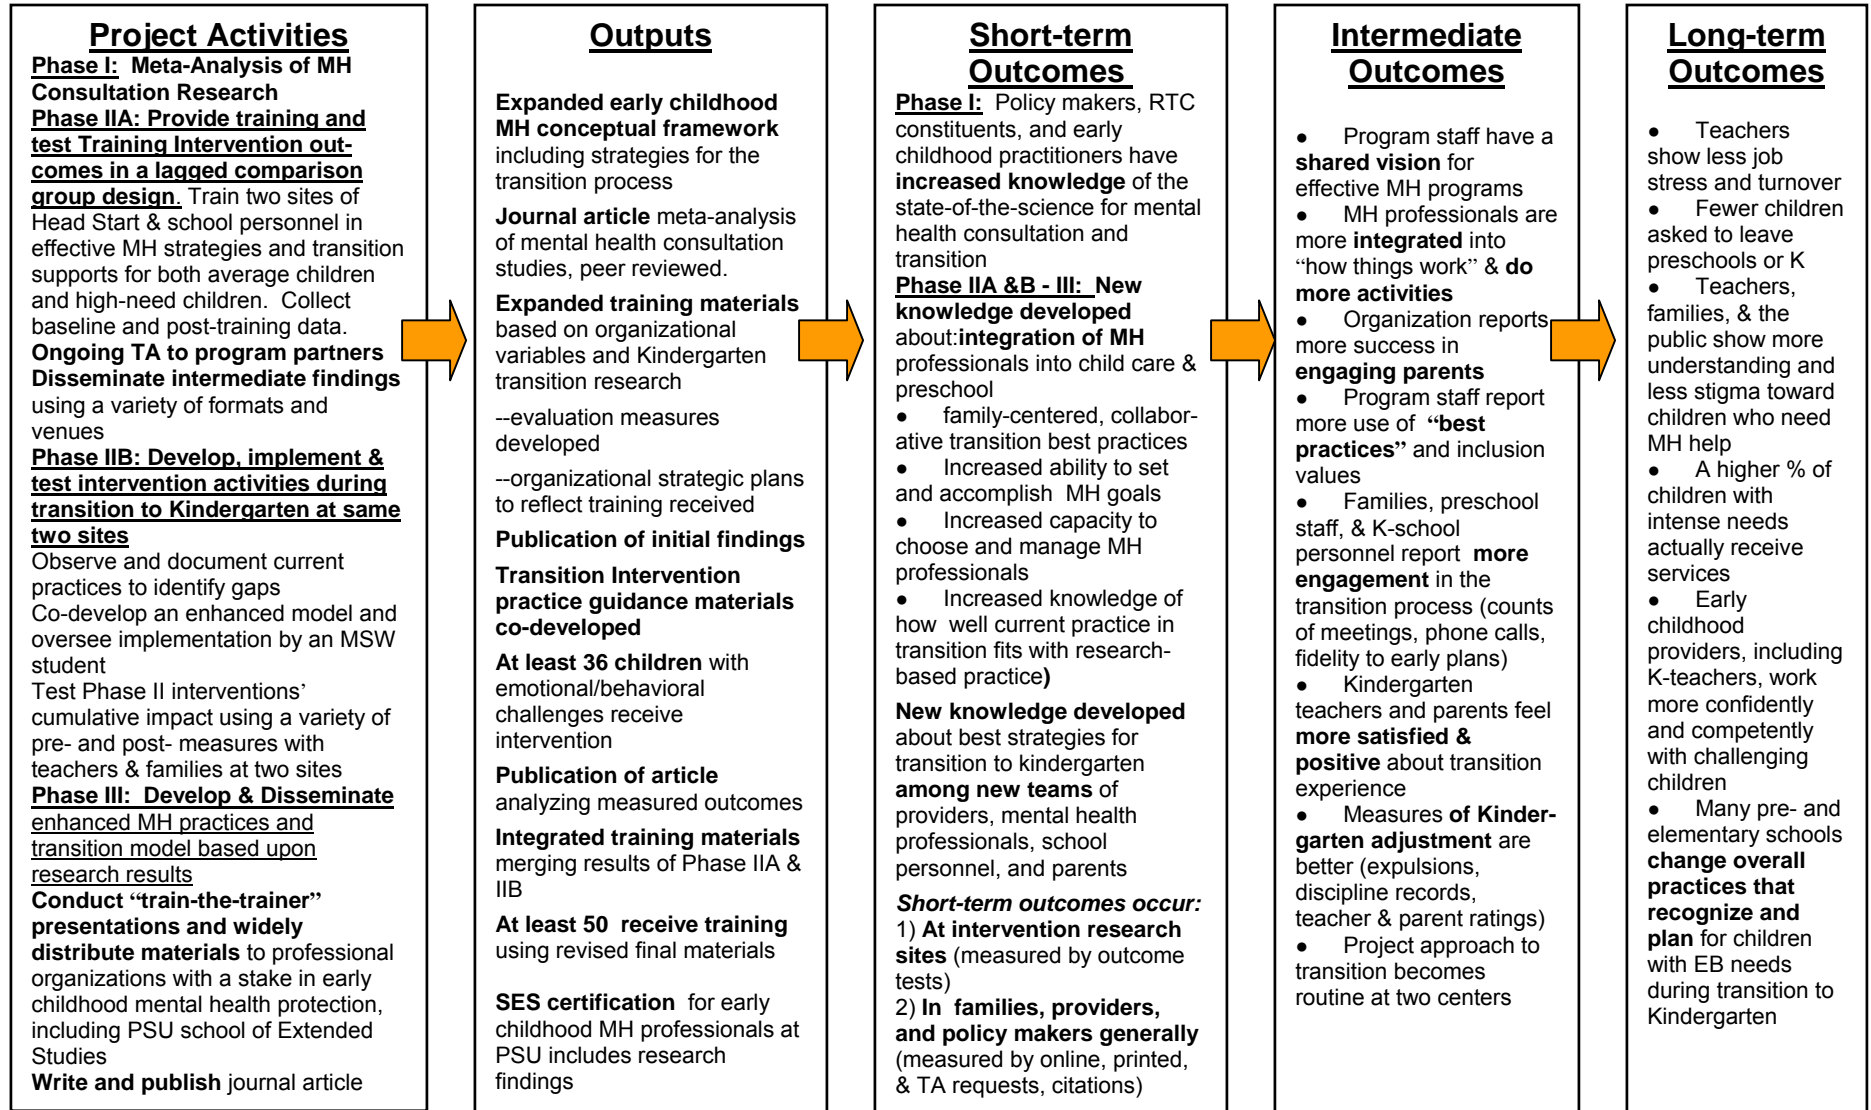 Project Activities
Phase I: Meta-Analysis of MH
Consultation Research
Phase IIA: Provide training and
test Training Intervention out-
comes in a lagged comparison
group design. Train two sites of
Head Start & school personnel in
effective MH strategies and transition
supports for both average children
and high-need children. Collect
baseline and post-training data.
Ongoing TA to program partners
Disseminate intermediate findings
using a variety of formats and
venues
Phase IIB: Develop, implement &
test intervention activities during
transition to Kindergarten at same
two sites
Observe and document current
practices to identify gaps
Co-develop an enhanced model and
oversee implementation by an MSW
student
Test Phase II interventions’
cumulative impact using a variety of
pre- and post- measures with
teachers & families at two sites
Phase III: Develop & Disseminate
enhanced MH practices and
transition model based upon
research results
Conduct “train-the-trainer”
presentations and widely
distribute materials to professional
organizations with a stake in early
childhood mental health protection,
including PSU school of Extended
Studies
Write and publish journal article
Outputs
Expanded early childhood
MH conceptual framework
including strategies for the
transition process
Journal article meta-analysis
of mental health consultation
studies, peer reviewed.
Expanded training materials
based on organizational
variables and Kindergarten
transition research
--evaluation measures
developed
--organizational strategic plans
to reflect training received
Publication of initial findings
Transition Intervention
practice guidance materials
co-developed
At least 36 children with
emotional/behavioral
challenges receive
intervention
Publication of article
analyzing measured outcomes
Integrated training materials
merging results of Phase IIA &
IIB
At least 50 receive training
using revised final materials
SES certification for early
childhood MH professionals at
PSU includes research
findings
Short-term
Outcomes
Phase I: Policy makers, RTC
constituents, and early
childhood practitioners have
increased knowledge of the
state-of-the-science for mental
health consultation and
transition
Phase IIA &B - III: New
knowledge developed
about:integration of MH
professionals into child care &
preschool
● family-centered, collabor-
ative transition best practices
● Increased ability to set
and accomplish MH goals
● Increased capacity to
choose and manage MH
professionals
● Increased knowledge of
how well current practice in
transition fits with research-
based practice)
New knowledge developed
about best strategies for
transition to kindergarten
among new teams of
providers, mental health
professionals, school
personnel, and parents
Short-term outcomes occur:
1) At intervention research
sites (measured by outcome
tests)
2) In families, providers,
and policy makers generally
(measured by online, printed,
& TA requests, citations)
Intermediate
Outcomes
● Program staff have a
shared vision for
effective MH programs
● MH professionals are
more integrated into
“how things work” & do
more activities
● Organization reports
more success in
engaging parents
● Program staff report
more use of “best
practices” and inclusion
values
● Families, preschool
staff, & K-school
personnel report more
engagement in the
transition process (counts
of meetings, phone calls,
fidelity to early plans)
● Kindergarten
teachers and parents feel
more satisfied &
positive about transition
experience
● Measures of Kinder-
garten adjustment are
better (expulsions,
discipline records,
teacher & parent ratings)
● Project approach to
transition becomes
routine at two centers
Long-term
Outcomes
● Teachers
show less job
stress and turnover
● Fewer children
asked to leave
preschools or K
● Teachers,
families, & the
public show more
understanding and
less stigma toward
children who need
MH help
● A higher % of
children with
intense needs
actually receive
services
● Early
childhood
providers, including
K-teachers, work
more confidently
and competently
with challenging
children
● Many pre- and
elementary schools
change overall
practices that
recognize and
plan for children
with EB needs
during transition to
Kindergarten